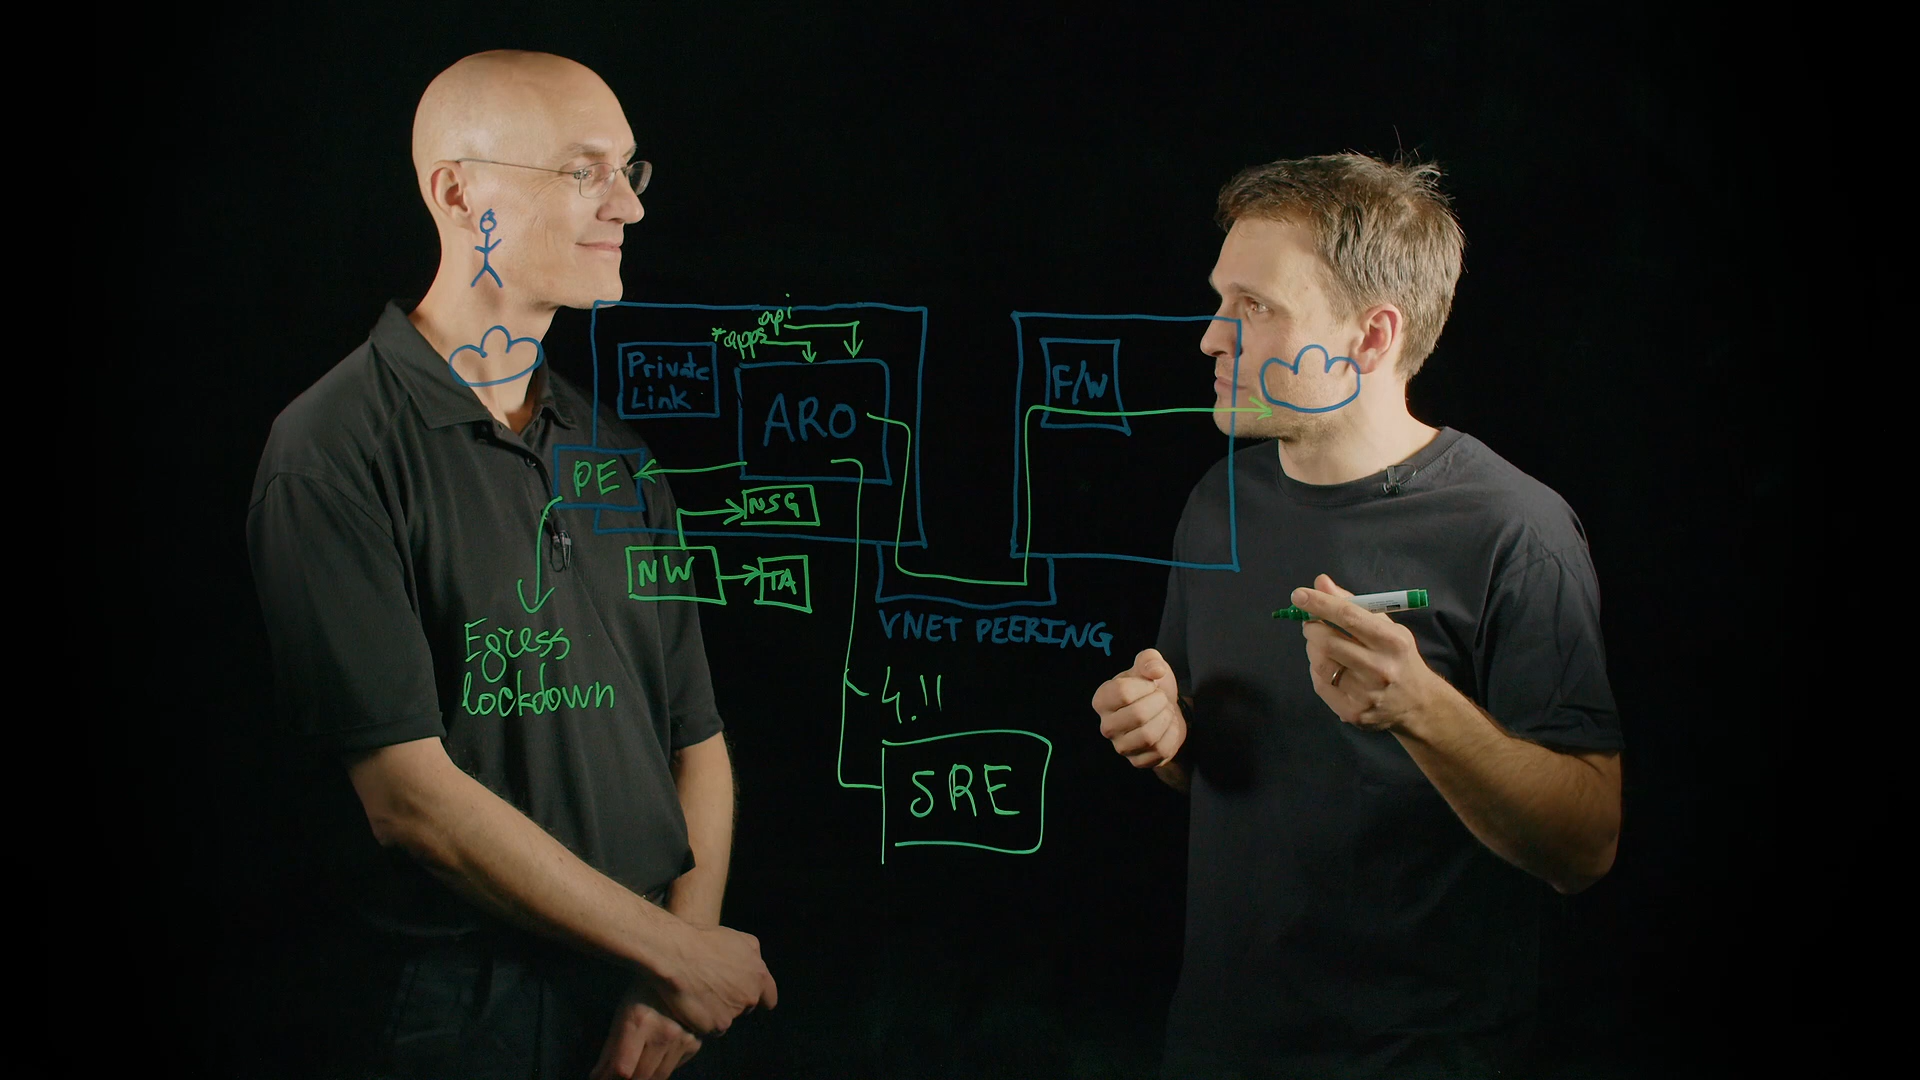 api
*apps
Private
Link
ARO
F/W
PE
NSG
NW
TA
VNET PEERING
Egress
lockdown
4.11
SRE